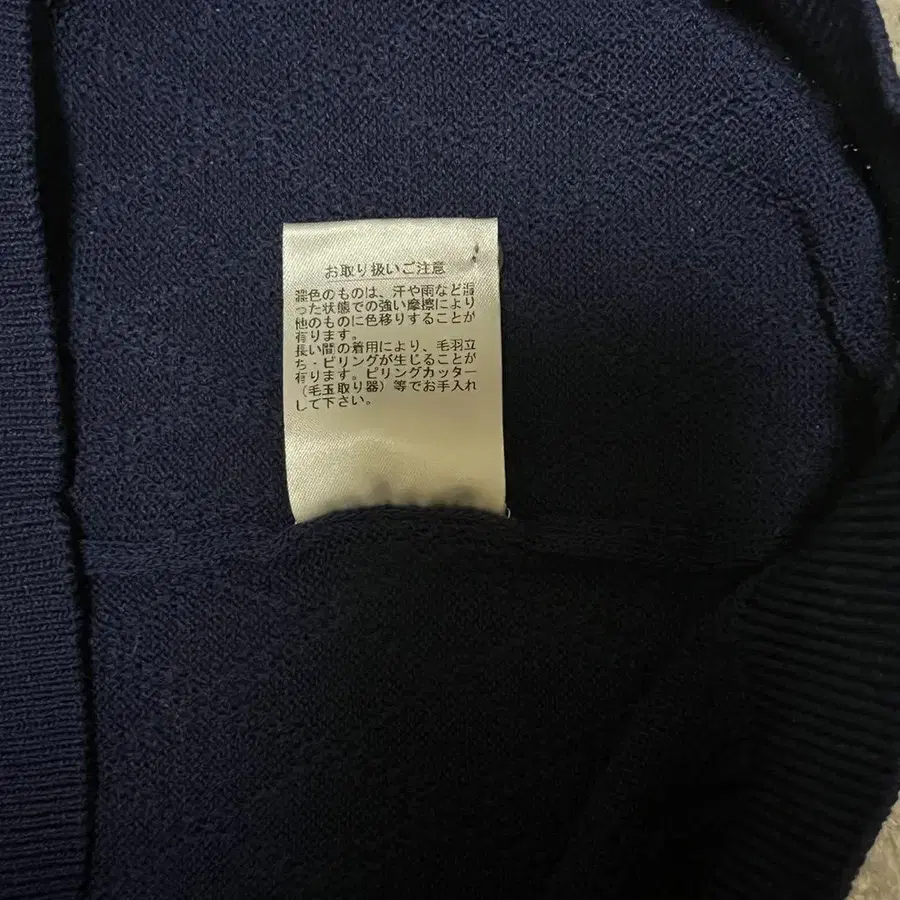 お取り扱いご注意
濃色のものは、汗や雨など湿
った状態での強い摩擦により
他のものに色移りすることが
有ります。
長い間の着用により、毛羽立
ち・ピリングが生じることが
有ります。ピリングカッター
（毛玉取り器）等でお手入れ
して下さい。